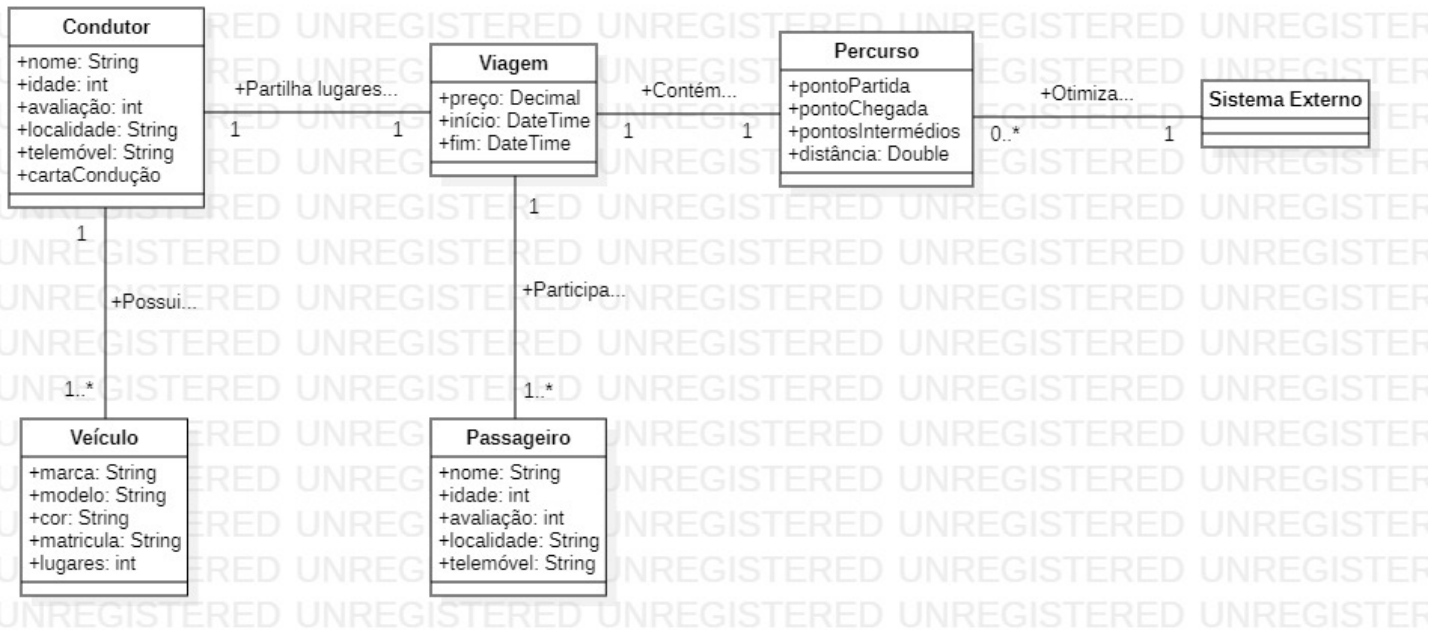 Condutor
+nome: String
+idade: int
+avaliação: int
+localidade: String
+telemóvel: String
+cartaCondução
+Partilha lugares...
1
1
Viagem
+preço: Decimal
+início: DateTime
+fim: DateTime
+Contém...
1
1
Percurso
+pontoPartida
+pontoChegada
+pontosIntermédios
+distância: Double
+Otimiza...
0..*
1
Sistema Externo
1
+Possui...
1..*
Veículo
+marca: String
+modelo: String
+cor: String
+matricula: String
+lugares: int
1
+Participa...
1..*
Passageiro
+nome: String
+idade: int
+avaliação: int
+localidade: String
+telemóvel: String
UNREGISTERED UNREGISTERED UNREGISTERED UNREGISTERED